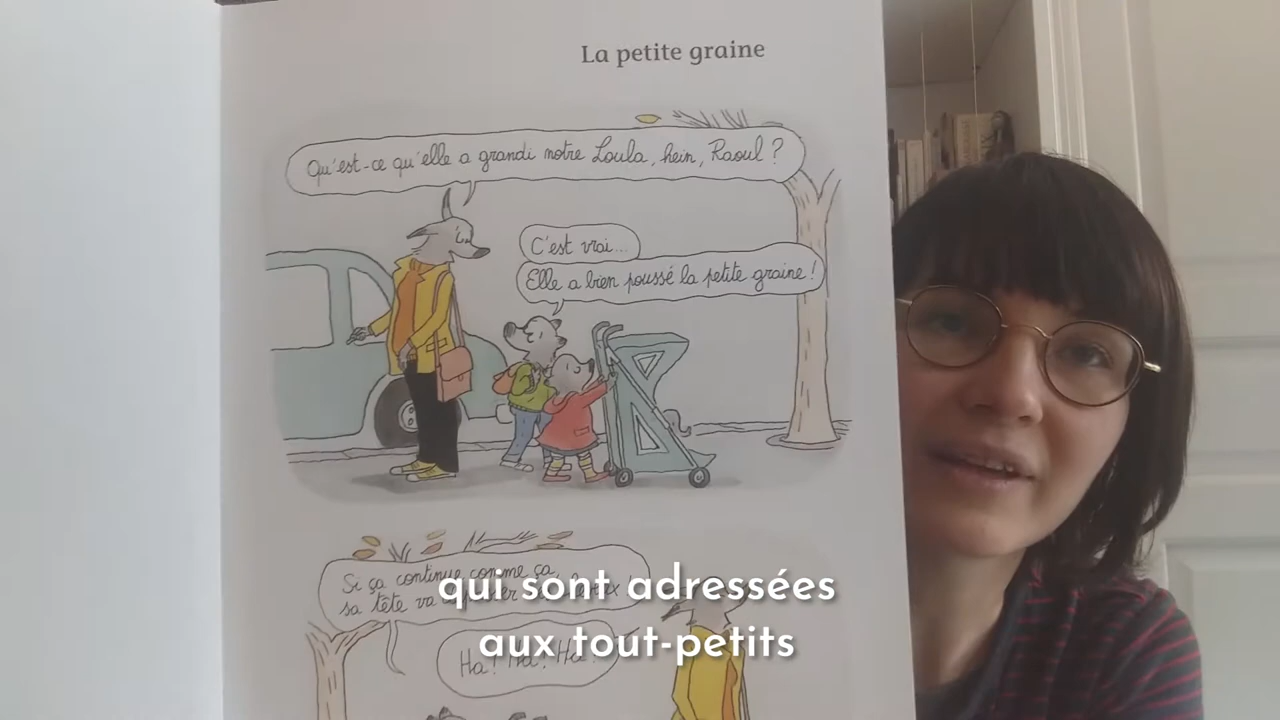 La petite graine
Qu'est-ce qu'elle a grandi notre Loula, hein, Raoul ?
C'est vrai...
Elle a bien poussé la petite graine !
Si ça continue comme ça,
sa tête va
Ha ! Ha ! Ha !
qui sont adressées
aux tout-petits